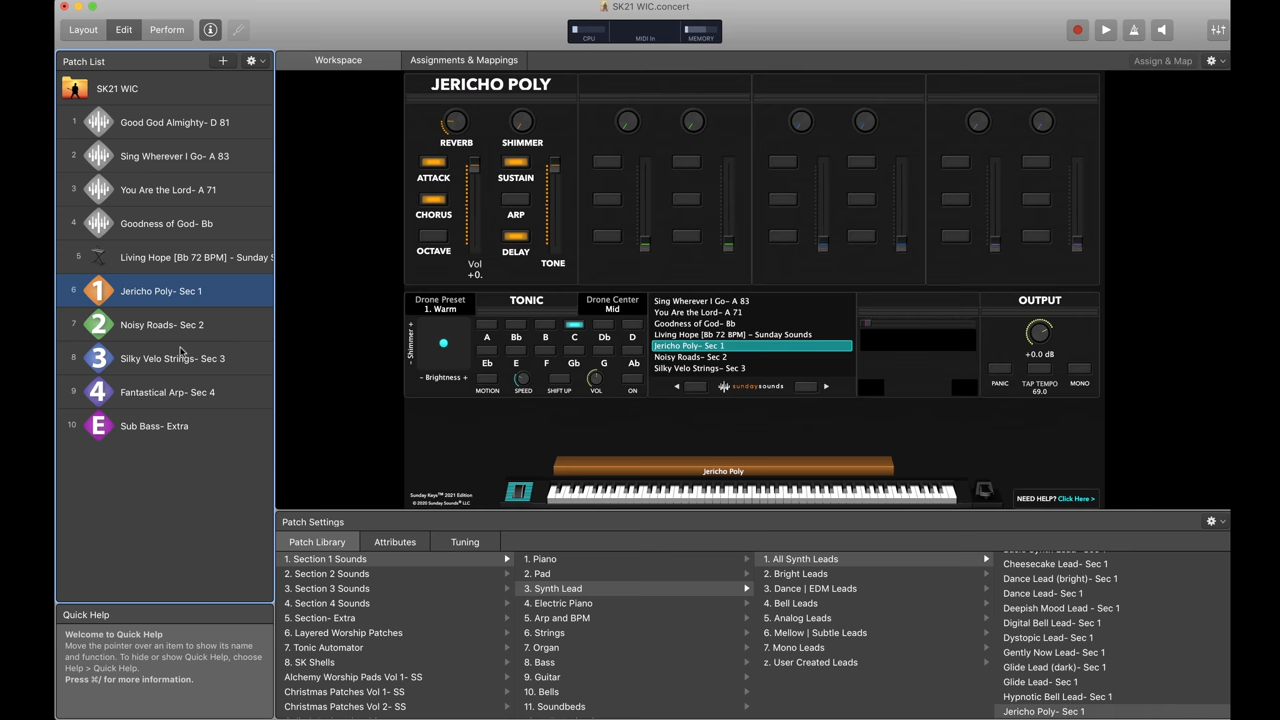 SK21 WIC.concert
Layout Edit Perform
CPU MIDI In MEMORY
Patch List
Workspace Assignments & Mappings Assign & Map
SK21 WIC
1 Good God Almighty- D 81
2 Sing Wherever I Go- A 83
3 You Are the Lord- A 71
4 Goodness of God- Bb
5 Living Hope [Bb 72 BPM] - Sunday S
6 1 Jericho Poly- Sec 1
7 2 Noisy Roads- Sec 2
8 3 Silky Velo Strings- Sec 3
9 4 Fantastical Arp- Sec 4
10 E Sub Bass- Extra
JERICHO POLY
REVERB SHIMMER
ATTACK SUSTAIN
CHORUS ARP
OCTAVE DELAY
Vol TONE
+0.
Drone Preset TONIC Drone Center
1. Warm Mid
- Shimmer +
A Bb B C Db D
Eb E F Gb G Ab
- Brightness +
MOTION SPEED SHIFT UP VOL ON
Sing Wherever I Go- A 83
You Are the Lord- A 71
Goodness of God- Bb
Living Hope [Bb 72 BPM] - Sunday Sounds
Jericho Poly- Sec 1
Noisy Roads- Sec 2
Silky Velo Strings- Sec 3
sundaysounds
OUTPUT
+0.0 dB
PANIC TAP TEMPO MONO
69.0
Jericho Poly
Sunday Keys™ 2021 Edition
© 2020 Sunday Sounds® LLC
NEED HELP? Click Here >
Patch Settings
Patch Library Attributes Tuning
1. Section 1 Sounds
2. Section 2 Sounds
3. Section 3 Sounds
4. Section 4 Sounds
5. Section- Extra
6. Layered Worship Patches
7. Tonic Automator
8. SK Shells
Alchemy Worship Pads Vol 1- SS
Christmas Patches Vol 1- SS
Christmas Patches Vol 2- SS
1. Piano
2. Pad
3. Synth Lead
4. Electric Piano
5. Arp and BPM
6. Strings
7. Organ
8. Bass
9. Guitar
10. Bells
11. Soundbeds
1. All Synth Leads
2. Bright Leads
3. Dance | EDM Leads
4. Bell Leads
5. Analog Leads
6. Mellow | Subtle Leads
7. Mono Leads
z. User Created Leads
Cheesecake Lead- Sec 1
Dance Lead (bright)- Sec 1
Dance Lead- Sec 1
Deepish Mood Lead - Sec 1
Digital Bell Lead- Sec 1
Dystopic Lead- Sec 1
Gently Now Lead- Sec 1
Glide Lead (dark)- Sec 1
Glide Lead- Sec 1
Hypnotic Bell Lead- Sec 1
Jericho Poly- Sec 1
Quick Help
Welcome to Quick Help
Move the pointer over an item to show its name
and function. To hide or show Quick Help, choose
Help > Quick Help.
Press ⌘/ for more information.